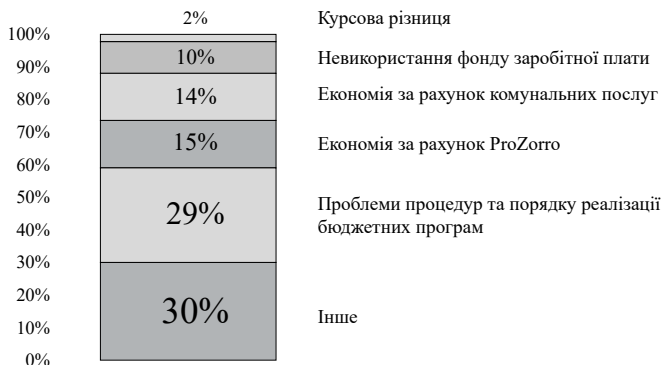 2% Курсова різниця
100%
10% Невикористання фонду заробітної плати
90%
14% Економія за рахунок комунальних послуг
80%
70%
15% Економія за рахунок ProZorro
60%
50%
29% Проблеми процедур та порядку реалізації
бюджетних програм
40%
30%
20%
30% Інше
10%
0%